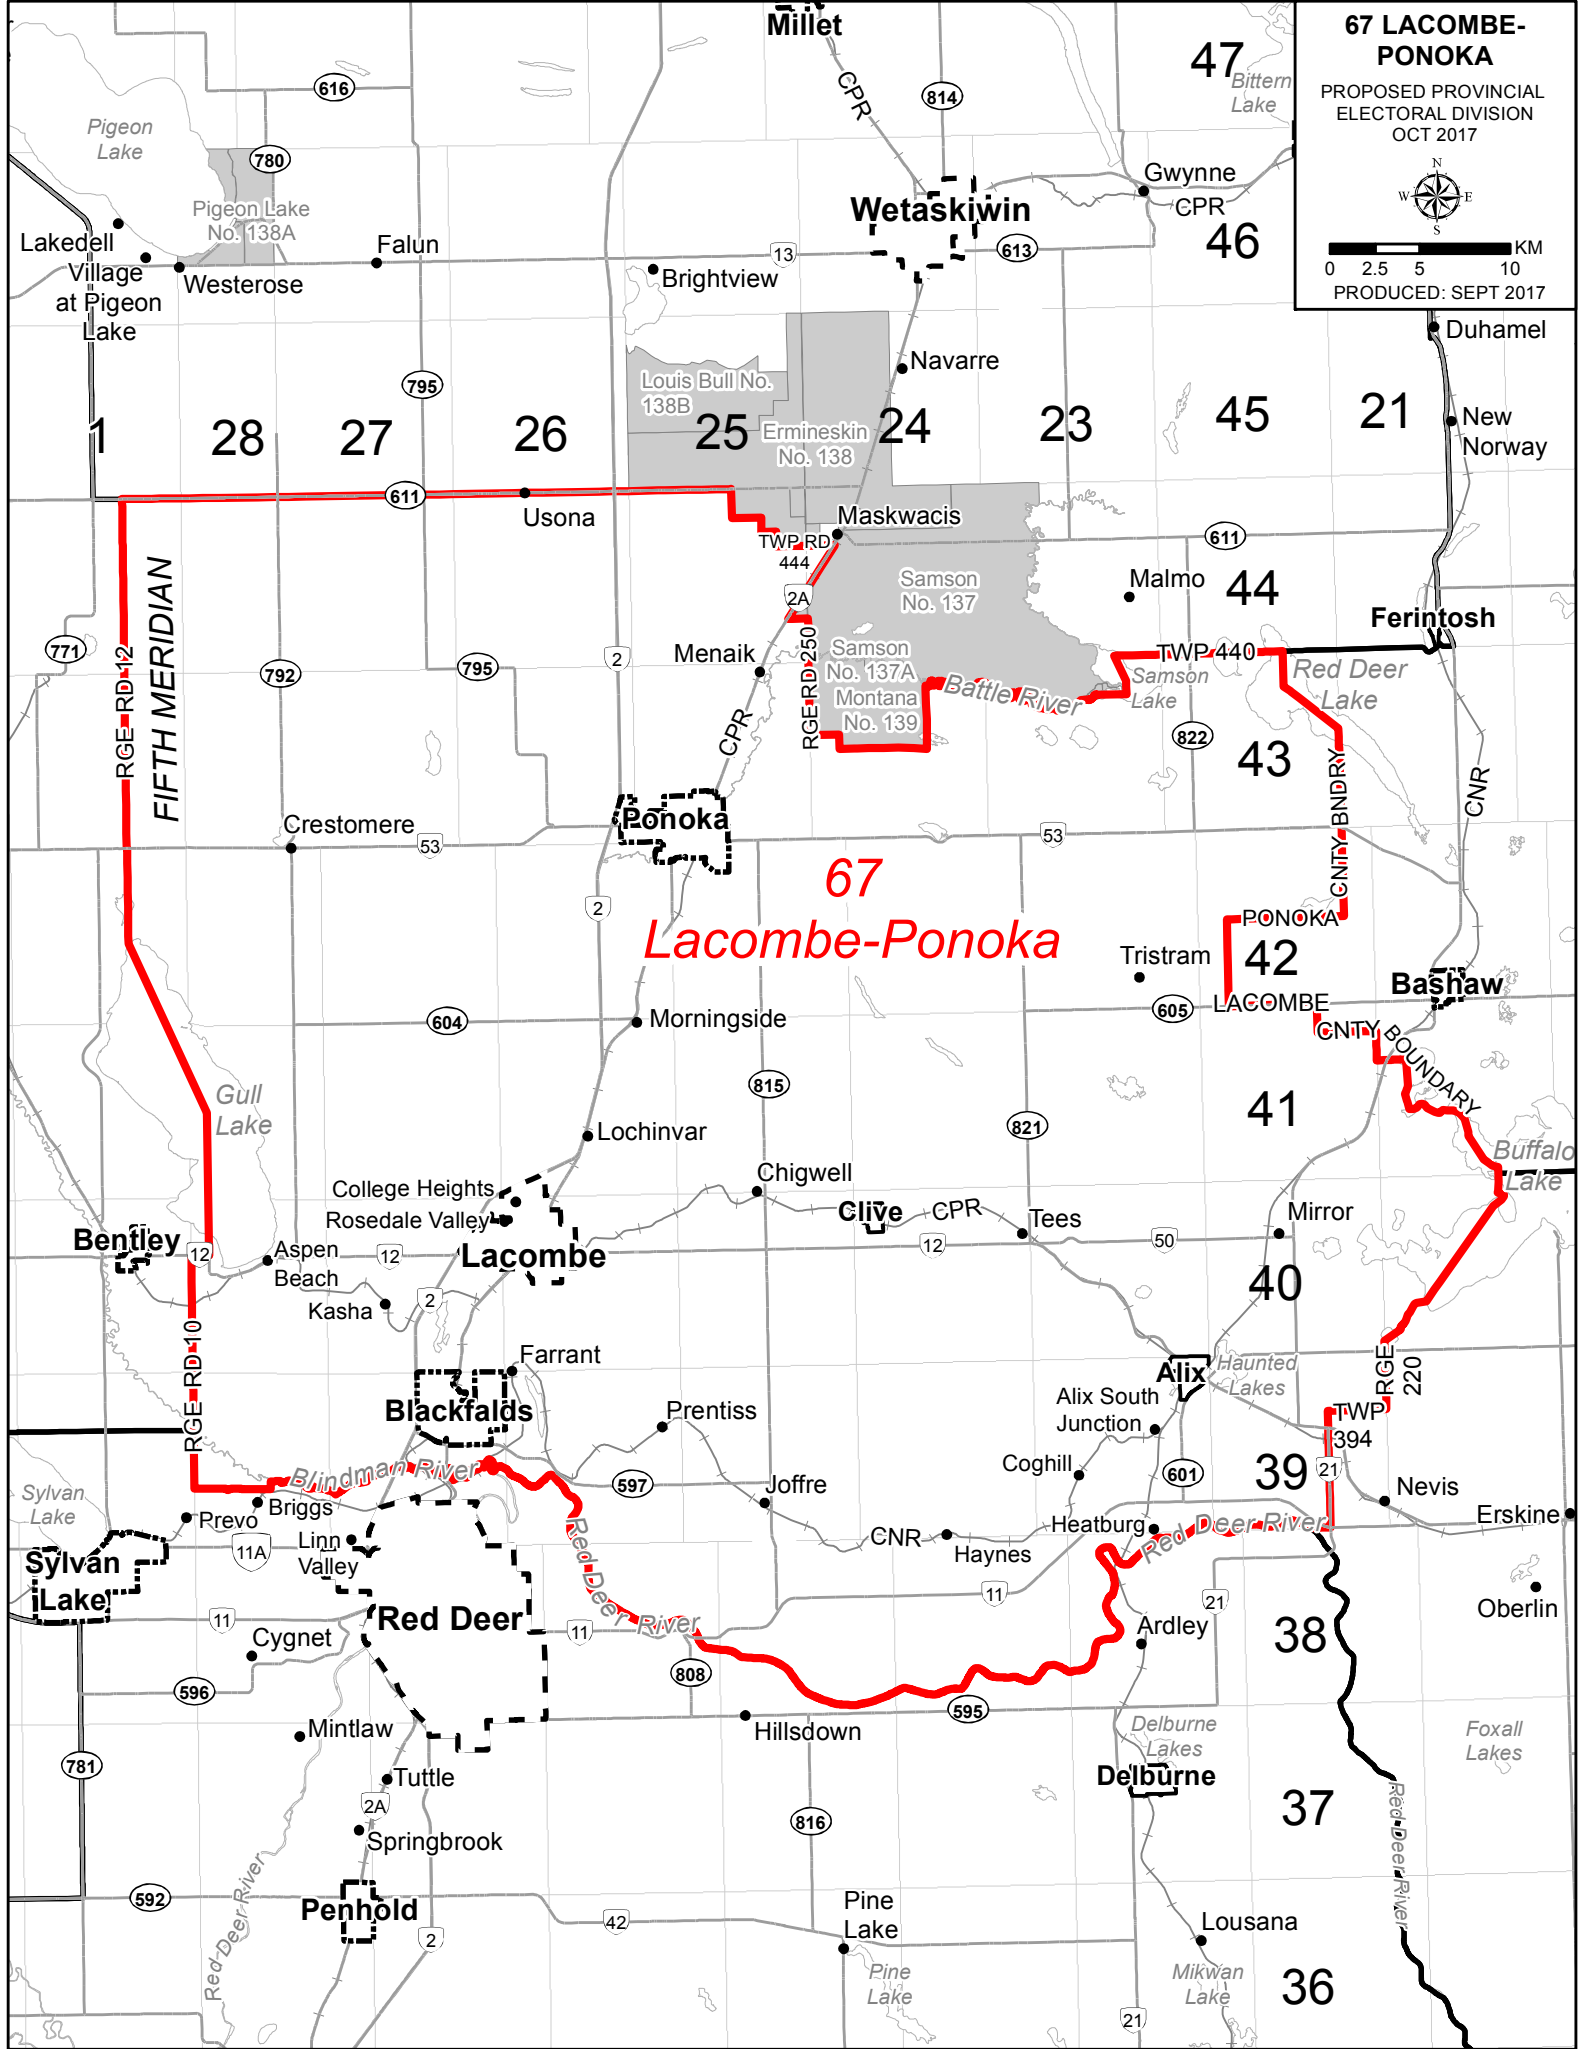 67 LACOMBE-
PONOKA
PROPOSED PROVINCIAL
ELECTORAL DIVISION
OCT 2017
N
W E
S
KM
0 2.5 5 10
PRODUCED: SEPT 2017
Millet
47
Bittern
Lake
CPR
814
616
Pigeon
Lake
780
Gwynne
CPR
Pigeon Lake
No. 138A
Wetaskiwin
Lakedell
Falun
13
613
46
Village
at Pigeon
Lake
Westerose
Brightview
Duhamel
Navarre
795
Louis Bull No.
138B
1
28
27
26
25
24
23
45
21
Ermineskin
No. 138
New
Norway
611
Usona
Maskwacis
TWP RD
444
611
2A
Samson
No. 137
Malmo
44
Ferintosh
771
RGE RD 12
FIFTH MERIDIAN
792
795
2
Menaik
RGE RD 250
Samson
No. 137A
Montana
No. 139
Battle River
TWP 440
Samson
Lake
Red Deer
Lake
CPR
822
43
CNTY BNDRY
CNR
Ponoka
Crestomere
53
53
67
Lacombe-Ponoka
2
PONOKA
42
Tristram
Bashaw
LACOMBE
605
604
Morningside
CNTY BOUNDARY
815
Gull
Lake
41
821
Lochinvar
Buffalo
Lake
Chigwell
College Heights
Rosedale Valley
Clive
CPR
Tees
Mirror
Bentley
12
Aspen
Beach
12
Lacombe
12
50
40
Kasha
2
RGE RD 10
Farrant
Alix
Haunted
Lakes
RGE
220
Blackfalds
Prentiss
Alix South
Junction
TWP
394
Coghill
39
21
Blindman River
597
Joffre
601
Nevis
Sylvan
Lake
Briggs
Prevo
Erskine
Heatburg
Red Deer River
Linn
Valley
11A
CNR
Haynes
Sylvan
Lake
Red Deer River
11
21
Oberlin
11
Red Deer
11
38
Cygnet
Ardley
808
596
595
Mintlaw
Hillsdown
Delburne
Lakes
Foxall
Lakes
781
Tuttle
Delburne
2A
816
37
Springbrook
Red Deer River
Red Deer River
592
Penhold
42
Pine
Lake
Lousana
2
Pine
Lake
Mikwan
Lake
36
21